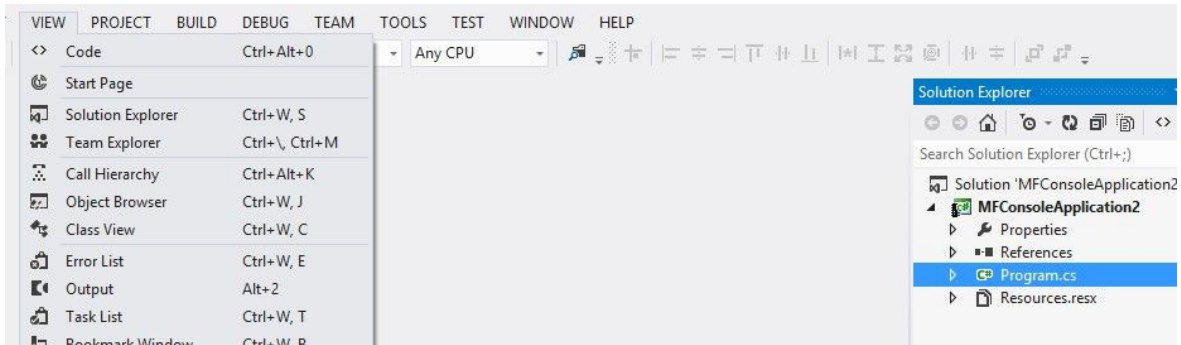 VIEW PROJECT BUILD DEBUG TEAM TOOLS TEST WINDOW HELP
Code Ctrl+Alt+0
Any CPU
Start Page
Solution Explorer Ctrl+W, S
Team Explorer Ctrl+\, Ctrl+M
Call Hierarchy Ctrl+Alt+K
Object Browser Ctrl+W, J
Class View Ctrl+W, C
Error List Ctrl+W, E
Output Alt+2
Task List Ctrl+W, T
Bookmark Window Ctrl+W, B
Solution Explorer
Search Solution Explorer (Ctrl+;)
Solution 'MFConsoleApplication2
MFConsoleApplication2
Properties
References
C# Program.cs
Resources.resx